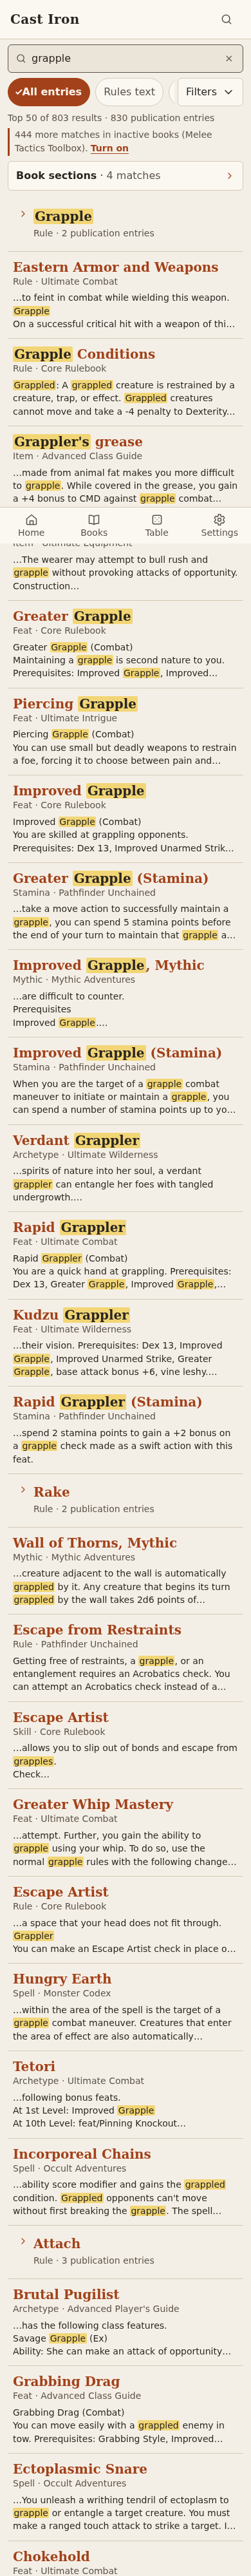 Cast Iron
grapple
All entries
Rules text
Filters
Top 50 of 803 results · 830 publication entries
444 more matches in inactive books (Melee
Tactics Toolbox). Turn on
Book sections · 4 matches
Grapple
Rule · 2 publication entries
Eastern Armor and Weapons
Rule · Ultimate Combat
...to feint in combat while wielding this weapon.
Grapple
On a successful critical hit with a weapon of thi...
Grapple Conditions
Rule · Core Rulebook
Grappled: A grappled creature is restrained by a
creature, trap, or effect. Grappled creatures
cannot move and take a -4 penalty to Dexterity...
Grappler's grease
Item · Advanced Class Guide
...made from animal fat makes you more difficult
to grapple. While covered in the grease, you gain
a +4 bonus to CMD against grapple combat...
Home
Books
Table
Settings
...The wearer may attempt to bull rush and
grapple without provoking attacks of opportunity.
Construction...
Greater Grapple
Feat · Core Rulebook
Greater Grapple (Combat)
Maintaining a grapple is second nature to you.
Prerequisites: Improved Grapple, Improved...
Piercing Grapple
Feat · Ultimate Intrigue
Piercing Grapple (Combat)
You can use small but deadly weapons to restrain
a foe, forcing it to choose between pain and...
Improved Grapple
Feat · Core Rulebook
Improved Grapple (Combat)
You are skilled at grappling opponents.
Prerequisites: Dex 13, Improved Unarmed Strik...
Greater Grapple (Stamina)
Stamina · Pathfinder Unchained
...take a move action to successfully maintain a
grapple, you can spend 5 stamina points before
the end of your turn to maintain that grapple a...
Improved Grapple, Mythic
Mythic · Mythic Adventures
...are difficult to counter.
Prerequisites
Improved Grapple....
Improved Grapple (Stamina)
Stamina · Pathfinder Unchained
When you are the target of a grapple combat
maneuver to initiate or maintain a grapple, you
can spend a number of stamina points up to yo...
Verdant Grappler
Archetype · Ultimate Wilderness
...spirits of nature into her soul, a verdant
grappler can entangle her foes with tangled
undergrowth....
Rapid Grappler
Feat · Ultimate Combat
Rapid Grappler (Combat)
You are a quick hand at grappling. Prerequisites:
Dex 13, Greater Grapple, Improved Grapple,...
Kudzu Grappler
Feat · Ultimate Wilderness
...their vision. Prerequisites: Dex 13, Improved
Grapple, Improved Unarmed Strike, Greater
Grapple, base attack bonus +6, vine leshy....
Rapid Grappler (Stamina)
Stamina · Pathfinder Unchained
...spend 2 stamina points to gain a +2 bonus on
a grapple check made as a swift action with this
feat.
Rake
Rule · 2 publication entries
Wall of Thorns, Mythic
Mythic · Mythic Adventures
...creature adjacent to the wall is automatically
grappled by it. Any creature that begins its turn
grappled by the wall takes 2d6 points of...
Escape from Restraints
Rule · Pathfinder Unchained
Getting free of restraints, a grapple, or an
entanglement requires an Acrobatics check. You
can attempt an Acrobatics check instead of a...
Escape Artist
Skill · Core Rulebook
...allows you to slip out of bonds and escape from
grapples.
Check...
Greater Whip Mastery
Feat · Ultimate Combat
...attempt. Further, you gain the ability to
grapple using your whip. To do so, use the
normal grapple rules with the following change...
Escape Artist
Rule · Core Rulebook
...a space that your head does not fit through.
Grappler
You can make an Escape Artist check in place o...
Hungry Earth
Spell · Monster Codex
...within the area of the spell is the target of a
grapple combat maneuver. Creatures that enter
the area of effect are also automatically...
Tetori
Archetype · Ultimate Combat
...following bonus feats.
At 1st Level: Improved Grapple
At 10th Level: feat/Pinning Knockout...
Incorporeal Chains
Spell · Occult Adventures
...ability score modifier and gains the grappled
condition. Grappled opponents can't move
without first breaking the grapple. The spell...
Attach
Rule · 3 publication entries
Brutal Pugilist
Archetype · Advanced Player's Guide
...has the following class features.
Savage Grapple (Ex)
Ability: She can make an attack of opportunity...
Grabbing Drag
Feat · Advanced Class Guide
Grabbing Drag (Combat)
You can move easily with a grappled enemy in
tow. Prerequisites: Grabbing Style, Improved...
Ectoplasmic Snare
Spell · Occult Adventures
...You unleash a writhing tendril of ectoplasm to
grapple or entangle a target creature. You must
make a ranged touch attack to strike a target. I...
Chokehold
Feat · Ultimate Combat